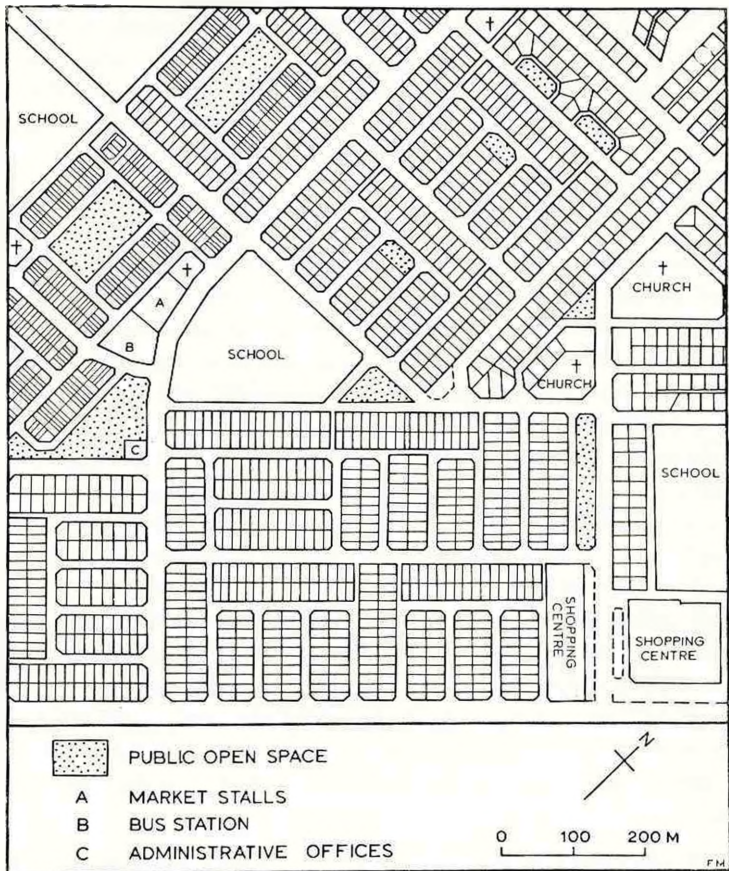 SCHOOL
†
CHURCH
A
B
SCHOOL
CHURCH
C
SCHOOL
SHOPPING
CENTRE
SHOPPING
CENTRE
PUBLIC OPEN SPACE
A MARKET STALLS
B BUS STATION
C ADMINISTRATIVE OFFICES
N
0 100 200 M
FM